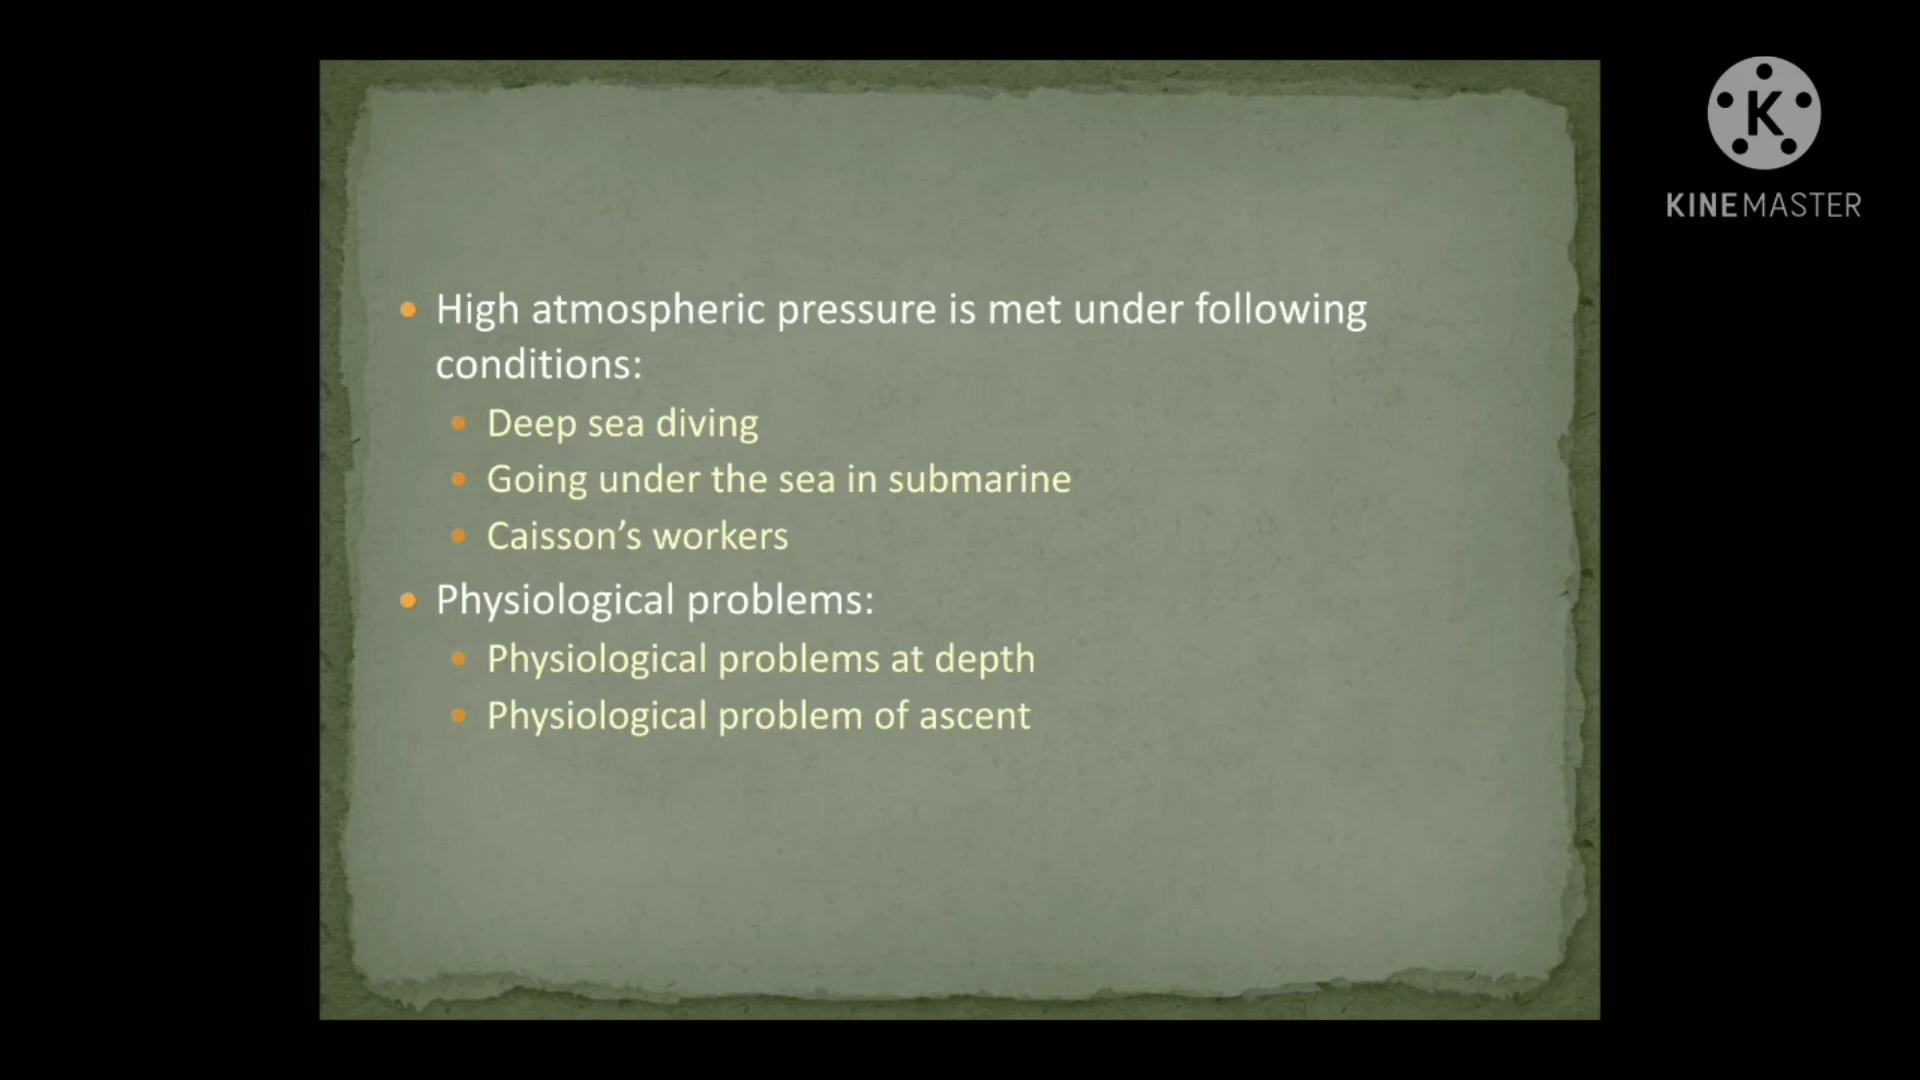 High atmospheric pressure is met under following
conditions:
Deep sea diving
Going under the sea in submarine
Caisson’s workers
Physiological problems:
Physiological problems at depth
Physiological problem of ascent
K
KINEMASTER